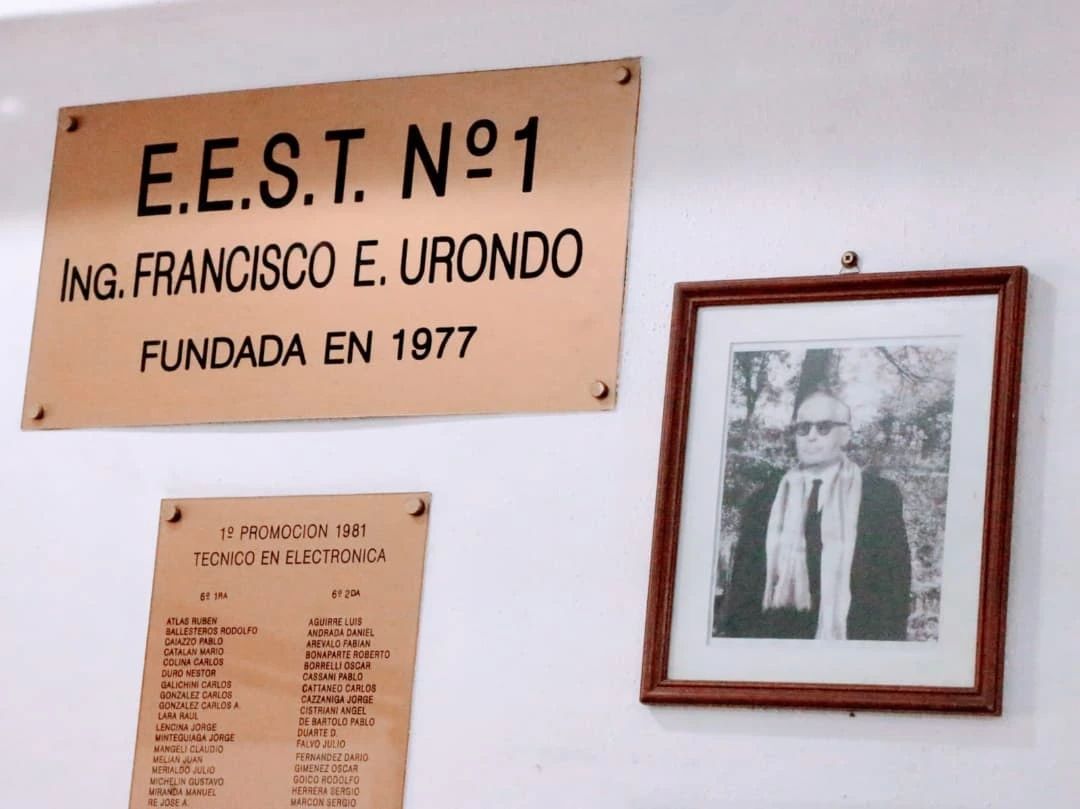 E.E.S.T. Nº1
ING. FRANCISCO E. URONDO
FUNDADA EN 1977
1º PROMOCION 1981
TECNICO EN ELECTRONICA
6º 1RA
ATLAS RUBEN
BALLESTEROS RODOLFO
CAIAZZO PABLO
CATALAN MARIO
COLINA CARLOS
DURO NESTOR
GALICHINI CARLOS
GONZALEZ CARLOS
GONZALEZ CARLOS A.
LARA RAUL
LENCINA JORGE
MINTEGUIAGA JORGE
MANGELI CLAUDIO
MELIAN JUAN
MERIALDO JULIO
MICHELIN GUSTAVO
MIRANDA MANUEL
RE JOSE A.
6º 2DA
AGUIRRE LUIS
ANDRADA DANIEL
AREVALO FABIAN
BONAPARTE ROBERTO
BORRELLI OSCAR
CASSANI PABLO
CATTANEO CARLOS
CAZZANIGA JORGE
CISTRIANI ANGEL
DE BARTOLO PABLO
DUARTE D.
FALVO JULIO
FERNANDEZ DARIO
GIMENEZ OSCAR
GOICO RODOLFO
HERRERA SERGIO
MARCON SERGIO